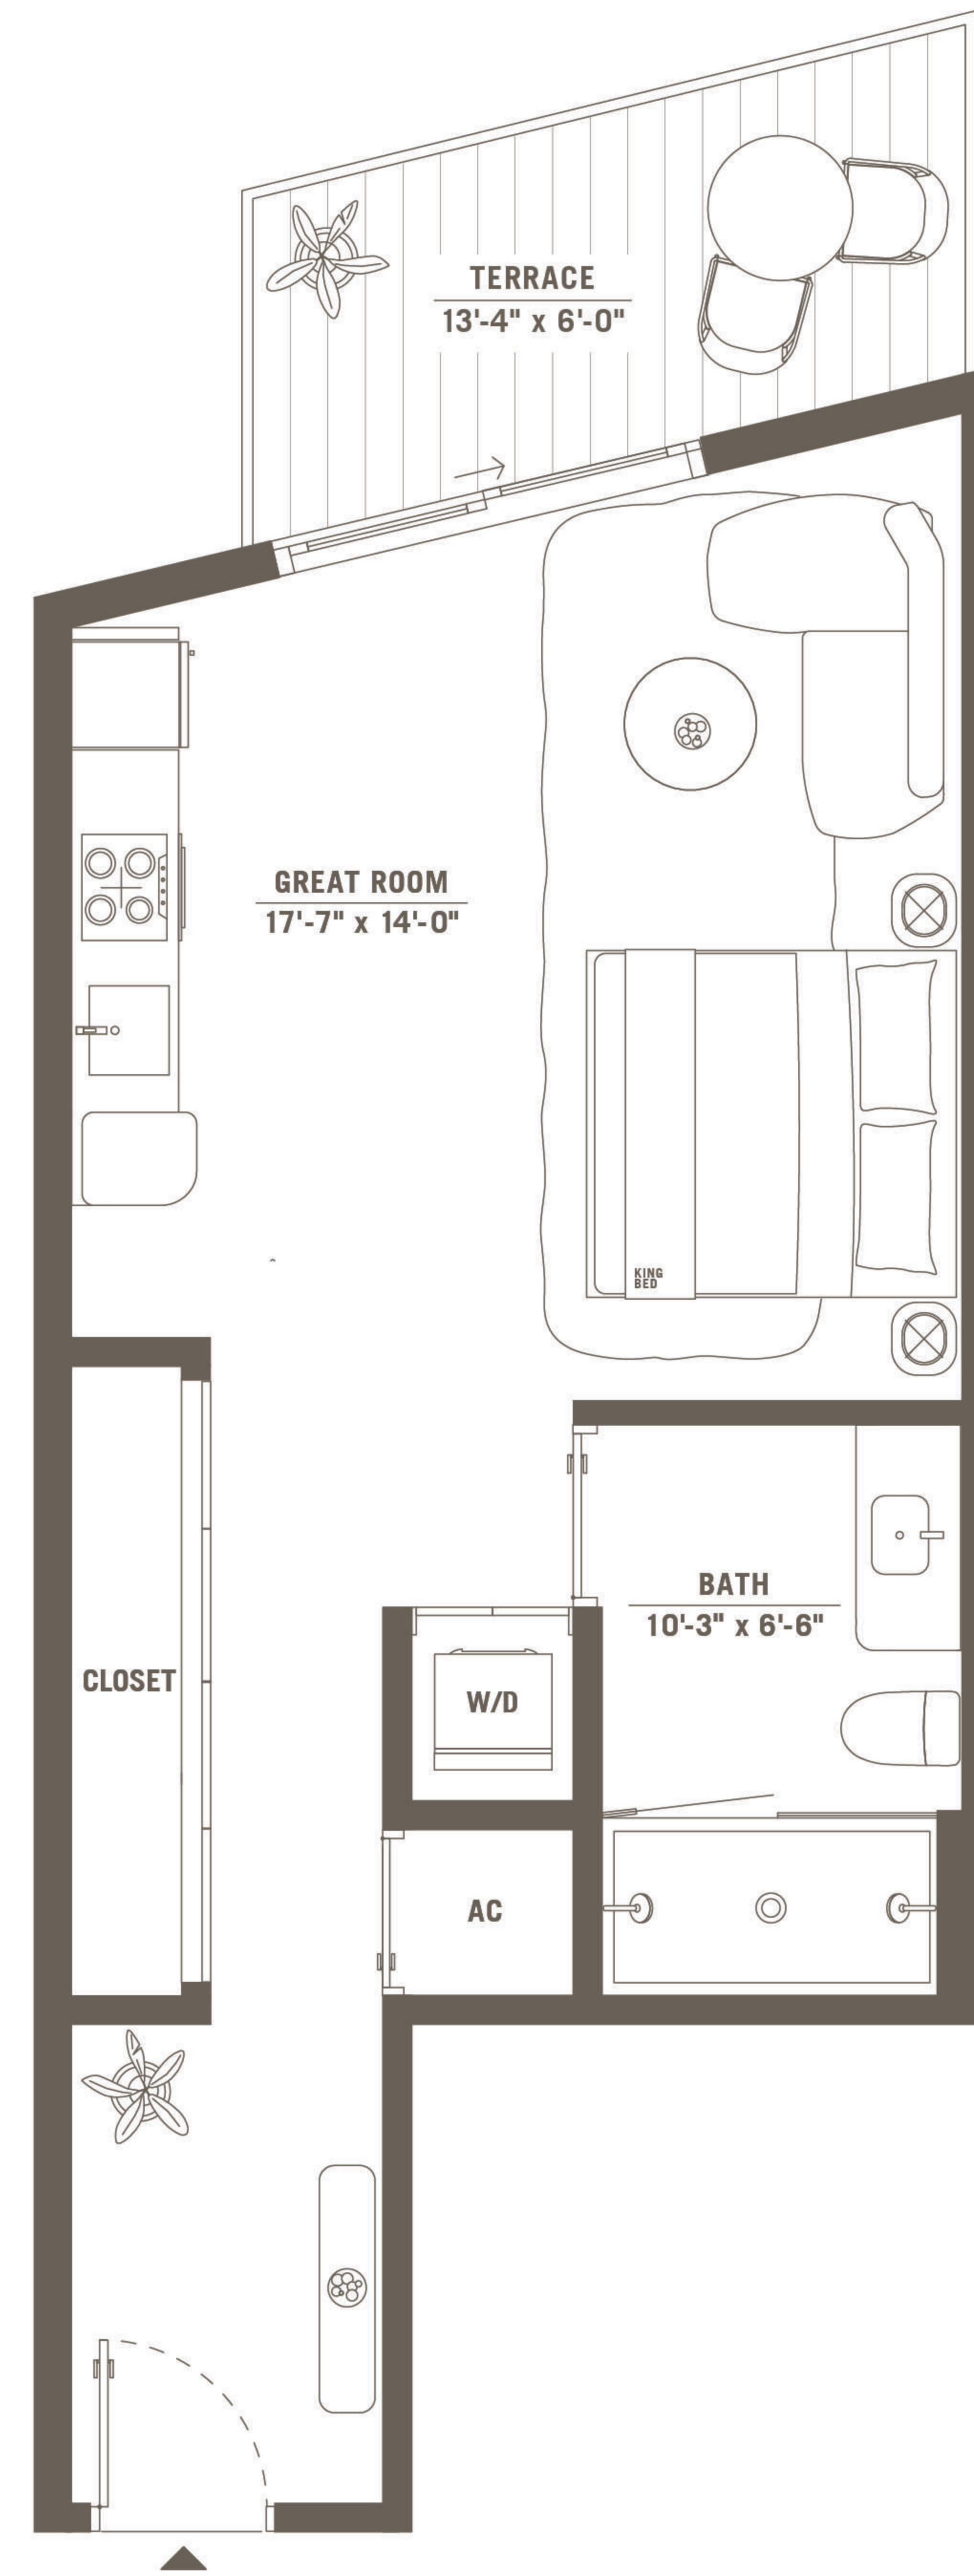 TERRACE
13'-4" x 6'-0"
GREAT ROOM
17'-7" x 14'-0"
KING
BED
BATH
10'-3" x 6'-6"
CLOSET
W/D
AC